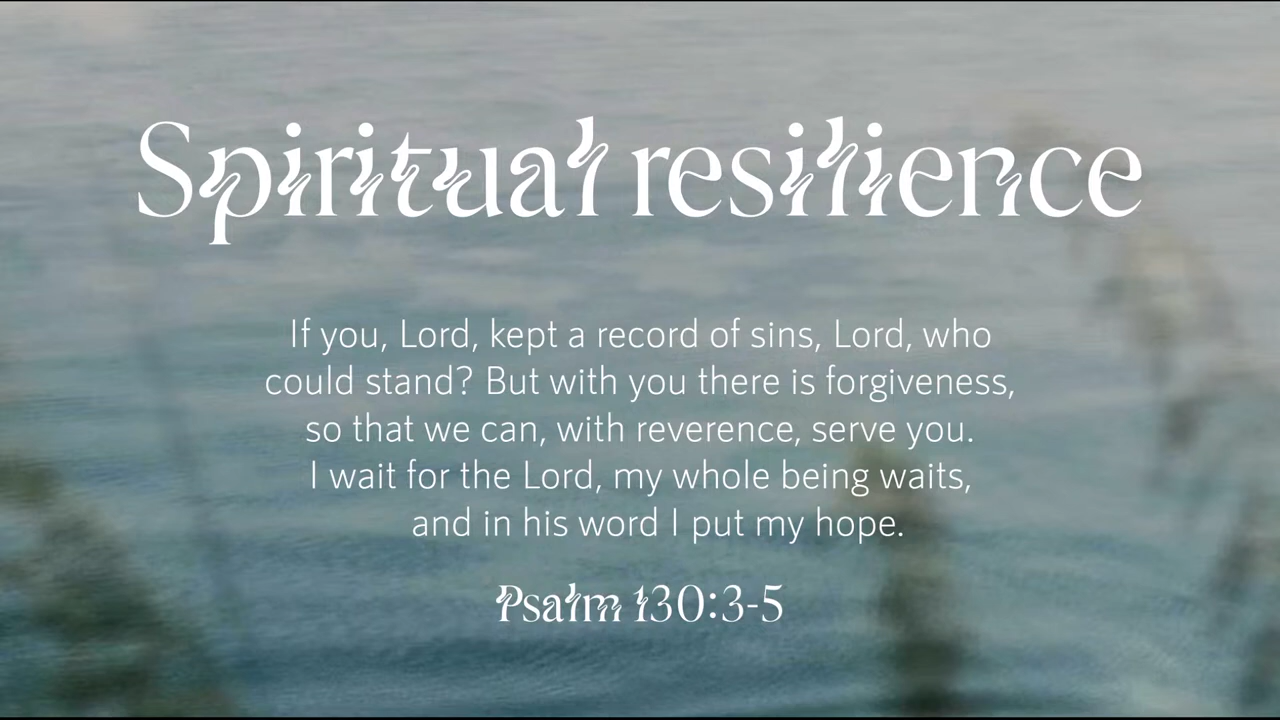 Spiritual resilience
If you, Lord, kept a record of sins, Lord, who
could stand? But with you there is forgiveness,
so that we can, with reverence, serve you.
I wait for the Lord, my whole being waits,
and in his word I put my hope.
Psalm 130:3-5